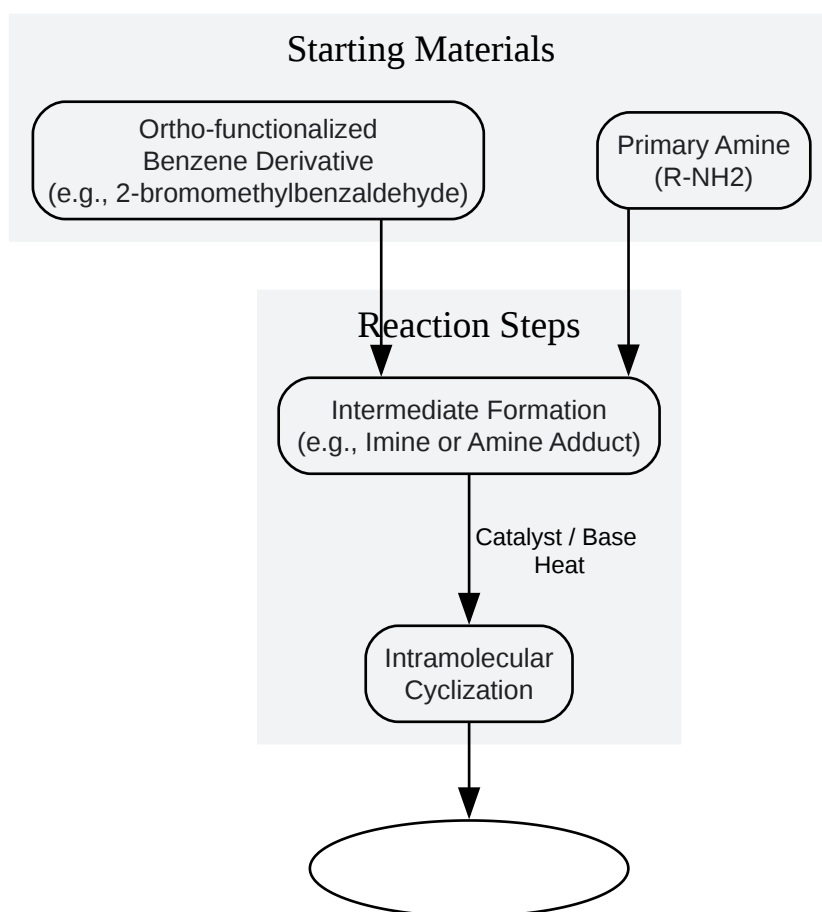 Starting Materials
Ortho-functionalized
Benzene Derivative
(e.g., 2-bromomethylbenzaldehyde)
Primary Amine
(R-NH2)
Reaction Steps
Intermediate Formation
(e.g., Imine or Amine Adduct)
Catalyst / Base
Heat
Intramolecular
Cyclization